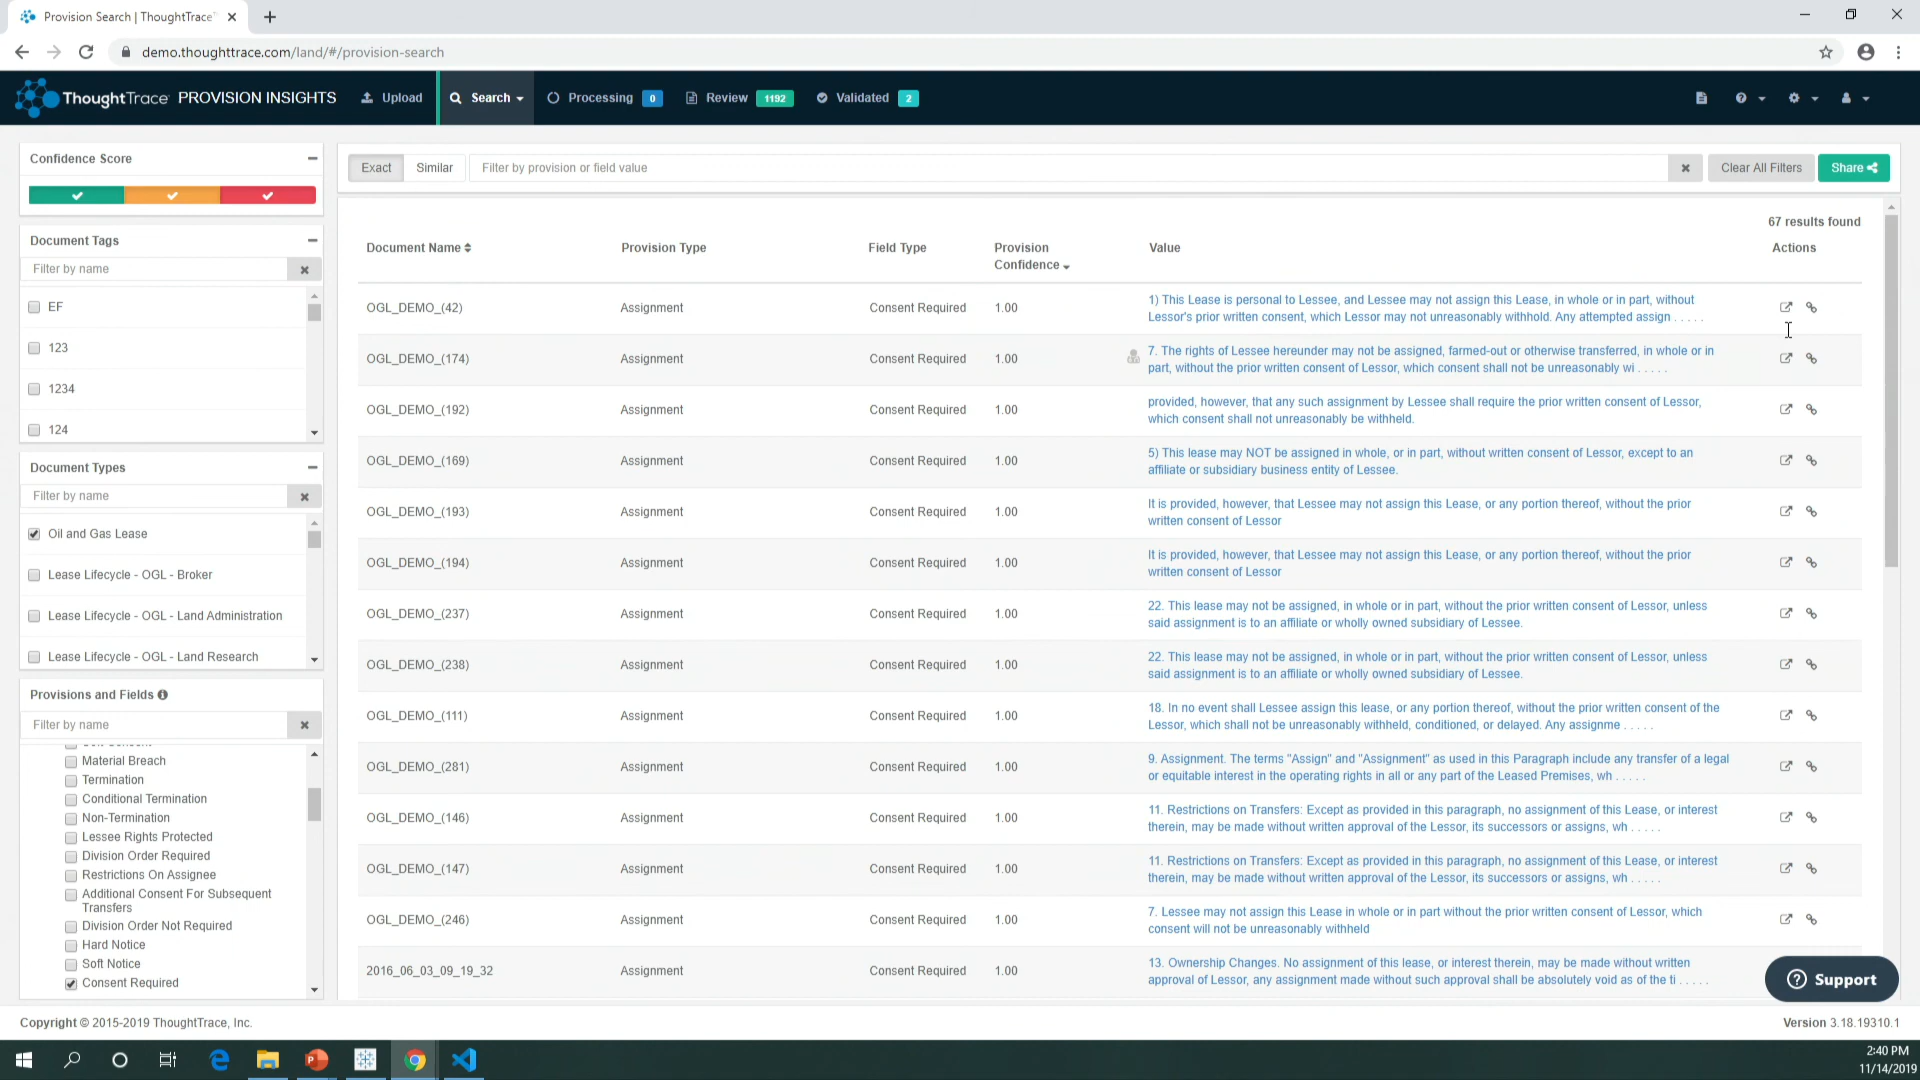 Provision Search | ThoughtTrace
demo.thoughttrace.com/land/#/provision-search
ThoughtTrace PROVISION INSIGHTS
Upload
Search
Processing 0
Review 1192
Validated 2
Confidence Score
Document Tags
Filter by name
EF
123
1234
124
Document Types
Filter by name
Oil and Gas Lease
Lease Lifecycle - OGL - Broker
Lease Lifecycle - OGL - Land Administration
Lease Lifecycle - OGL - Land Research
Provisions and Fields
Filter by name
Material Breach
Termination
Conditional Termination
Non-Termination
Lessee Rights Protected
Division Order Required
Restrictions On Assignee
Additional Consent For Subsequent
Transfers
Division Order Not Required
Hard Notice
Soft Notice
Consent Required
Exact Similar Filter by provision or field value Clear All Filters Share
67 results found
Document Name Provision Type Field Type Provision Confidence Value Actions
OGL_DEMO_(42) Assignment Consent Required 1.00 1) This Lease is personal to Lessee, and Lessee may not assign this Lease, in whole or in part, without
Lessor's prior written consent, which Lessor may not unreasonably withhold. Any attempted assign . . . . .
OGL_DEMO_(174) Assignment Consent Required 1.00 7. The rights of Lessee hereunder may not be assigned, farmed-out or otherwise transferred, in whole or in
part, without the prior written consent of Lessor, which consent shall not be unreasonably wi . . . . .
OGL_DEMO_(192) Assignment Consent Required 1.00 provided, however, that any such assignment by Lessee shall require the prior written consent of Lessor,
which consent shall not unreasonably be withheld.
OGL_DEMO_(169) Assignment Consent Required 1.00 5) This lease may NOT be assigned in whole, or in part, without written consent of Lessor, except to an
affiliate or subsidiary business entity of Lessee.
OGL_DEMO_(193) Assignment Consent Required 1.00 It is provided, however, that Lessee may not assign this Lease, or any portion thereof, without the prior
written consent of Lessor
OGL_DEMO_(194) Assignment Consent Required 1.00 It is provided, however, that Lessee may not assign this Lease, or any portion thereof, without the prior
written consent of Lessor
OGL_DEMO_(237) Assignment Consent Required 1.00 22. This lease may not be assigned, in whole or in part, without the prior written consent of Lessor, unless
said assignment is to an affiliate or wholly owned subsidiary of Lessee.
OGL_DEMO_(238) Assignment Consent Required 1.00 22. This lease may not be assigned, in whole or in part, without the prior written consent of Lessor, unless
said assignment is to an affiliate or wholly owned subsidiary of Lessee.
OGL_DEMO_(111) Assignment Consent Required 1.00 18. In no event shall Lessee assign this lease, or any portion thereof, without the prior written consent of the
Lessor, which shall not be unreasonably withheld, conditioned, or delayed. Any assignme . . . . .
OGL_DEMO_(281) Assignment Consent Required 1.00 9. Assignment. The terms "Assign" and "Assignment" as used in this Paragraph include any transfer of a legal
or equitable interest in the operating rights in all or any part of the Leased Premises, wh . . . . .
OGL_DEMO_(146) Assignment Consent Required 1.00 11. Restrictions on Transfers: Except as provided in this paragraph, no assignment of this Lease, or interest
therein, may be made without written approval of the Lessor, its successors or assigns, wh . . . . .
OGL_DEMO_(147) Assignment Consent Required 1.00 11. Restrictions on Transfers: Except as provided in this paragraph, no assignment of this Lease, or interest
therein, may be made without written approval of the Lessor, its successors or assigns, wh . . . . .
OGL_DEMO_(246) Assignment Consent Required 1.00 7. Lessee may not assign this Lease in whole or in part without the prior written consent of Lessor, which
consent will not be unreasonably withheld
2016_06_03_09_19_32 Assignment Consent Required 1.00 13. Ownership Changes. No assignment of this lease, or interest therein, may be made without written
approval of Lessor, any assignment made without such approval shall be absolutely void as of the ti . . . . .
Support
Copyright © 2015-2019 ThoughtTrace, Inc.
Version 3.18.19310.1
2:40 PM
11/14/2019